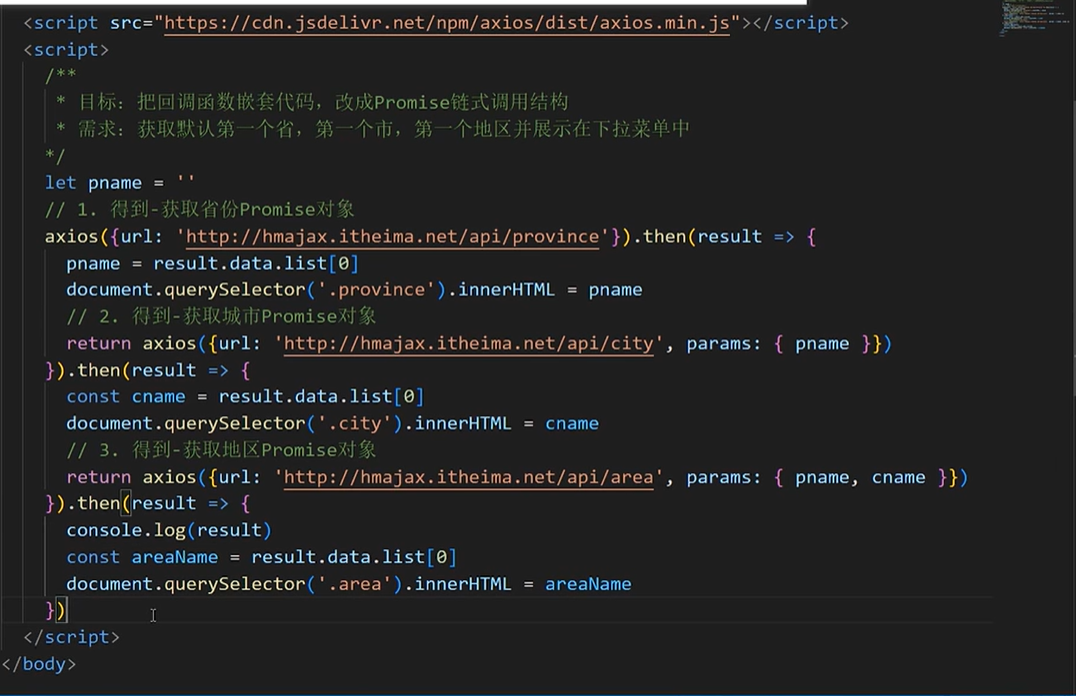 <script src="https://cdn.jsdelivr.net/npm/axios/dist/axios.min.js"></script>
<script>
/**
* 目标：把回调函数嵌套代码，改成Promise链式调用结构
* 需求：获取默认第一个省，第一个市，第一个地区并展示在下拉菜单中
*/
let pname = ''
// 1. 得到-获取省份Promise对象
axios({url: 'http://hmajax.itheima.net/api/province'}).then(result => {
pname = result.data.list[0]
document.querySelector('.province').innerHTML = pname
// 2. 得到-获取城市Promise对象
return axios({url: 'http://hmajax.itheima.net/api/city', params: { pname }})
}).then(result => {
const cname = result.data.list[0]
document.querySelector('.city').innerHTML = cname
// 3. 得到-获取地区Promise对象
return axios({url: 'http://hmajax.itheima.net/api/area', params: { pname, cname }})
}).then(result => {
console.log(result)
const areaName = result.data.list[0]
document.querySelector('.area').innerHTML = areaName
})
</script>
</body>